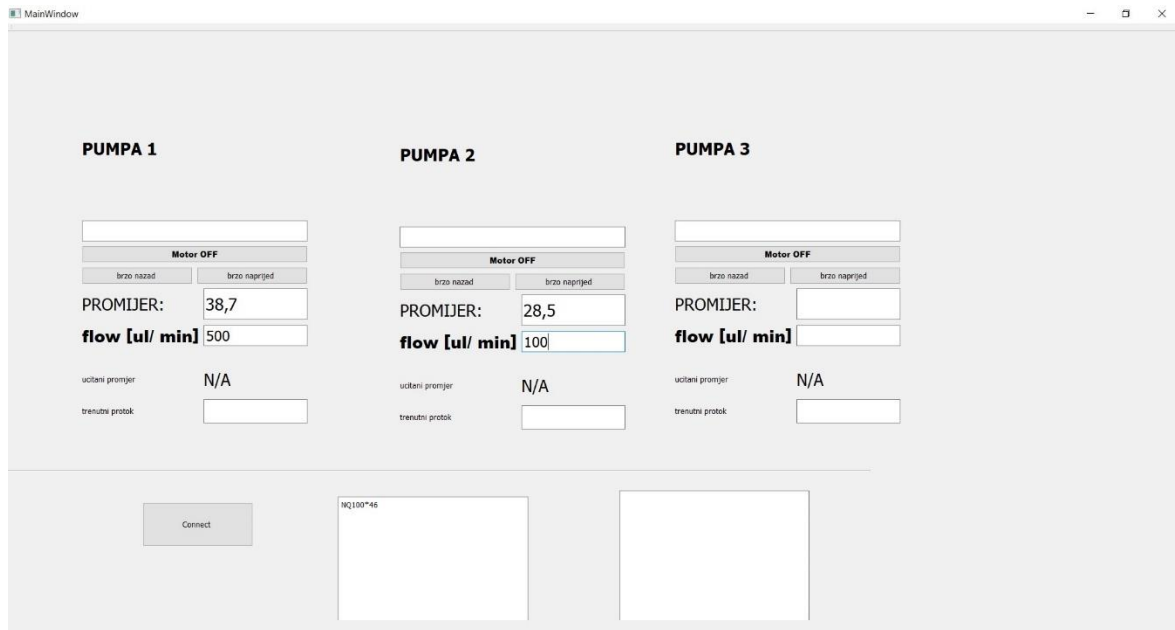 MainWindow
PUMPA 1
Motor OFF
brzo nazad
brzo naprijed
PROMIJER:
38,7
flow [ul/ min]
500
ucitani promjer
N/A
trenutni protok
PUMPA 2
Motor OFF
brzo nazad
brzo naprijed
PROMIJER:
28,5
flow [ul/ min]
100
ucitani promjer
N/A
trenutni protok
PUMPA 3
Motor OFF
brzo nazad
brzo naprijed
PROMIJER:
flow [ul/ min]
ucitani promjer
N/A
trenutni protok
Connect
NQ100*46